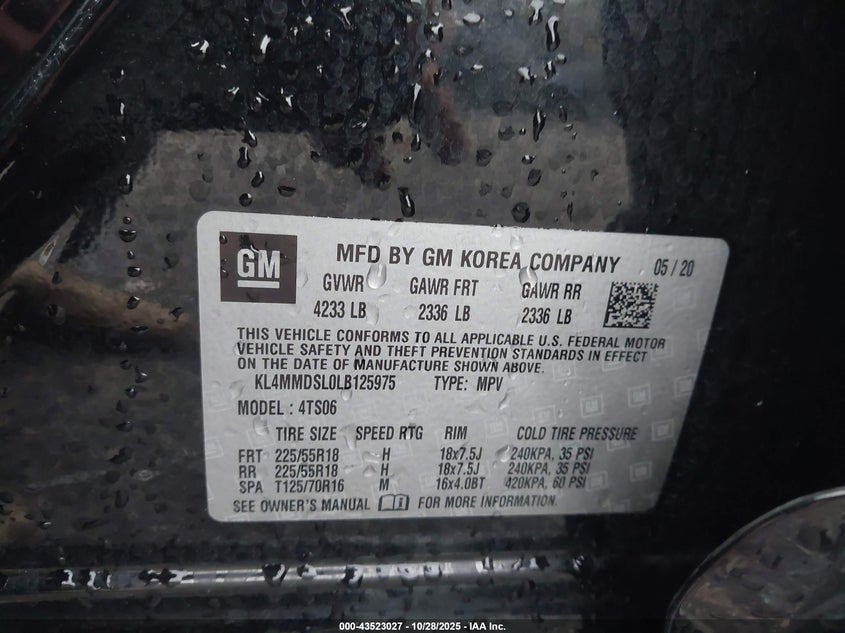 GM
MFD BY GM KOREA COMPANY 05 / 20
GVWR GAWR FRT GAWR RR
4233 LB 2336 LB 2336 LB
THIS VEHICLE CONFORMS TO ALL APPLICABLE U.S. FEDERAL MOTOR
VEHICLE SAFETY AND THEFT PREVENTION STANDARDS IN EFFECT
ON THE DATE OF MANUFACTURE SHOWN ABOVE.
KL4MMDSL0LB125975 TYPE: MPV
MODEL : 4TS06
TIRE SIZE SPEED RTG RIM COLD TIRE PRESSURE
FRT 225/55R18 H 18x7.5J 240KPA, 35 PSI
RR 225/55R18 H 18x7.5J 240KPA, 35 PSI
SPA T125/70R16 M 16x4.0BT 420KPA, 60 PSI
SEE OWNER'S MANUAL FOR MORE INFORMATION.
000-43523027 - 10/28/2025 - IAA Inc.